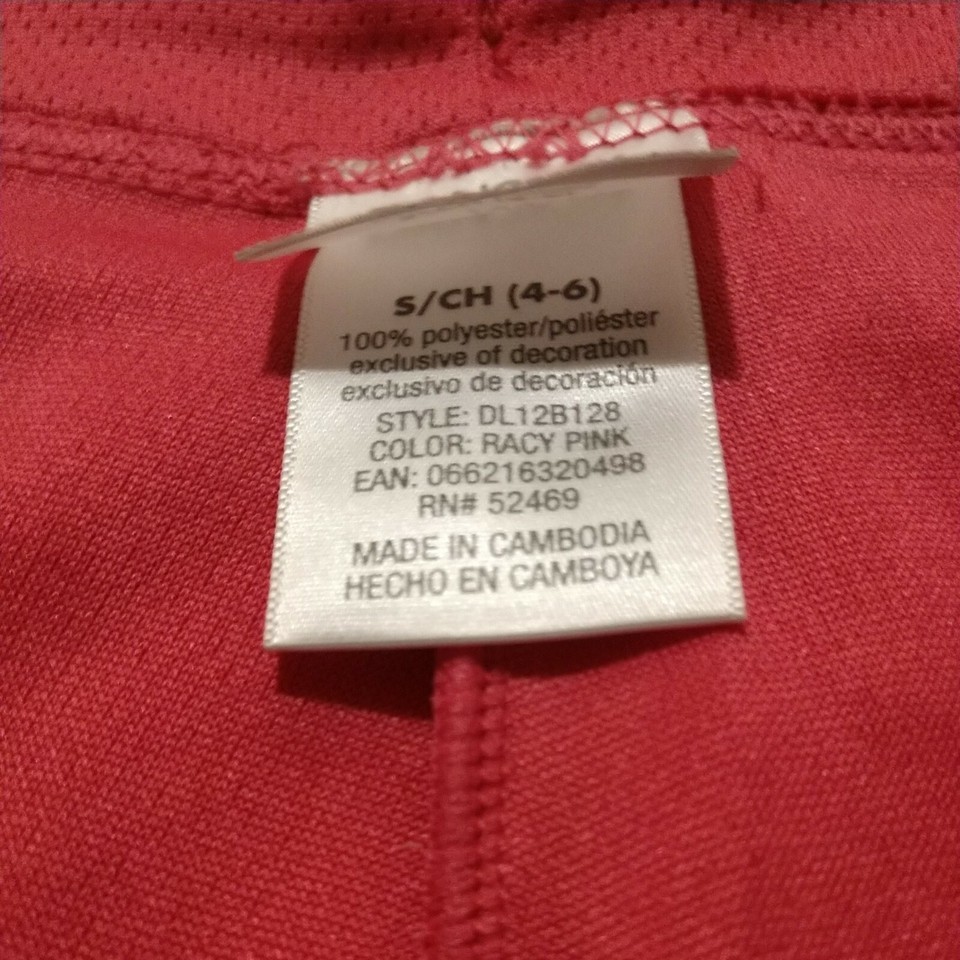 S/CH (4-6)
100% polyester/poliéster
exclusive of decoration
exclusivo de decoración
STYLE: DL12B128
COLOR: RACY PINK
EAN: 066216320498
RN# 52469
MADE IN CAMBODIA
HECHO EN CAMBOYA